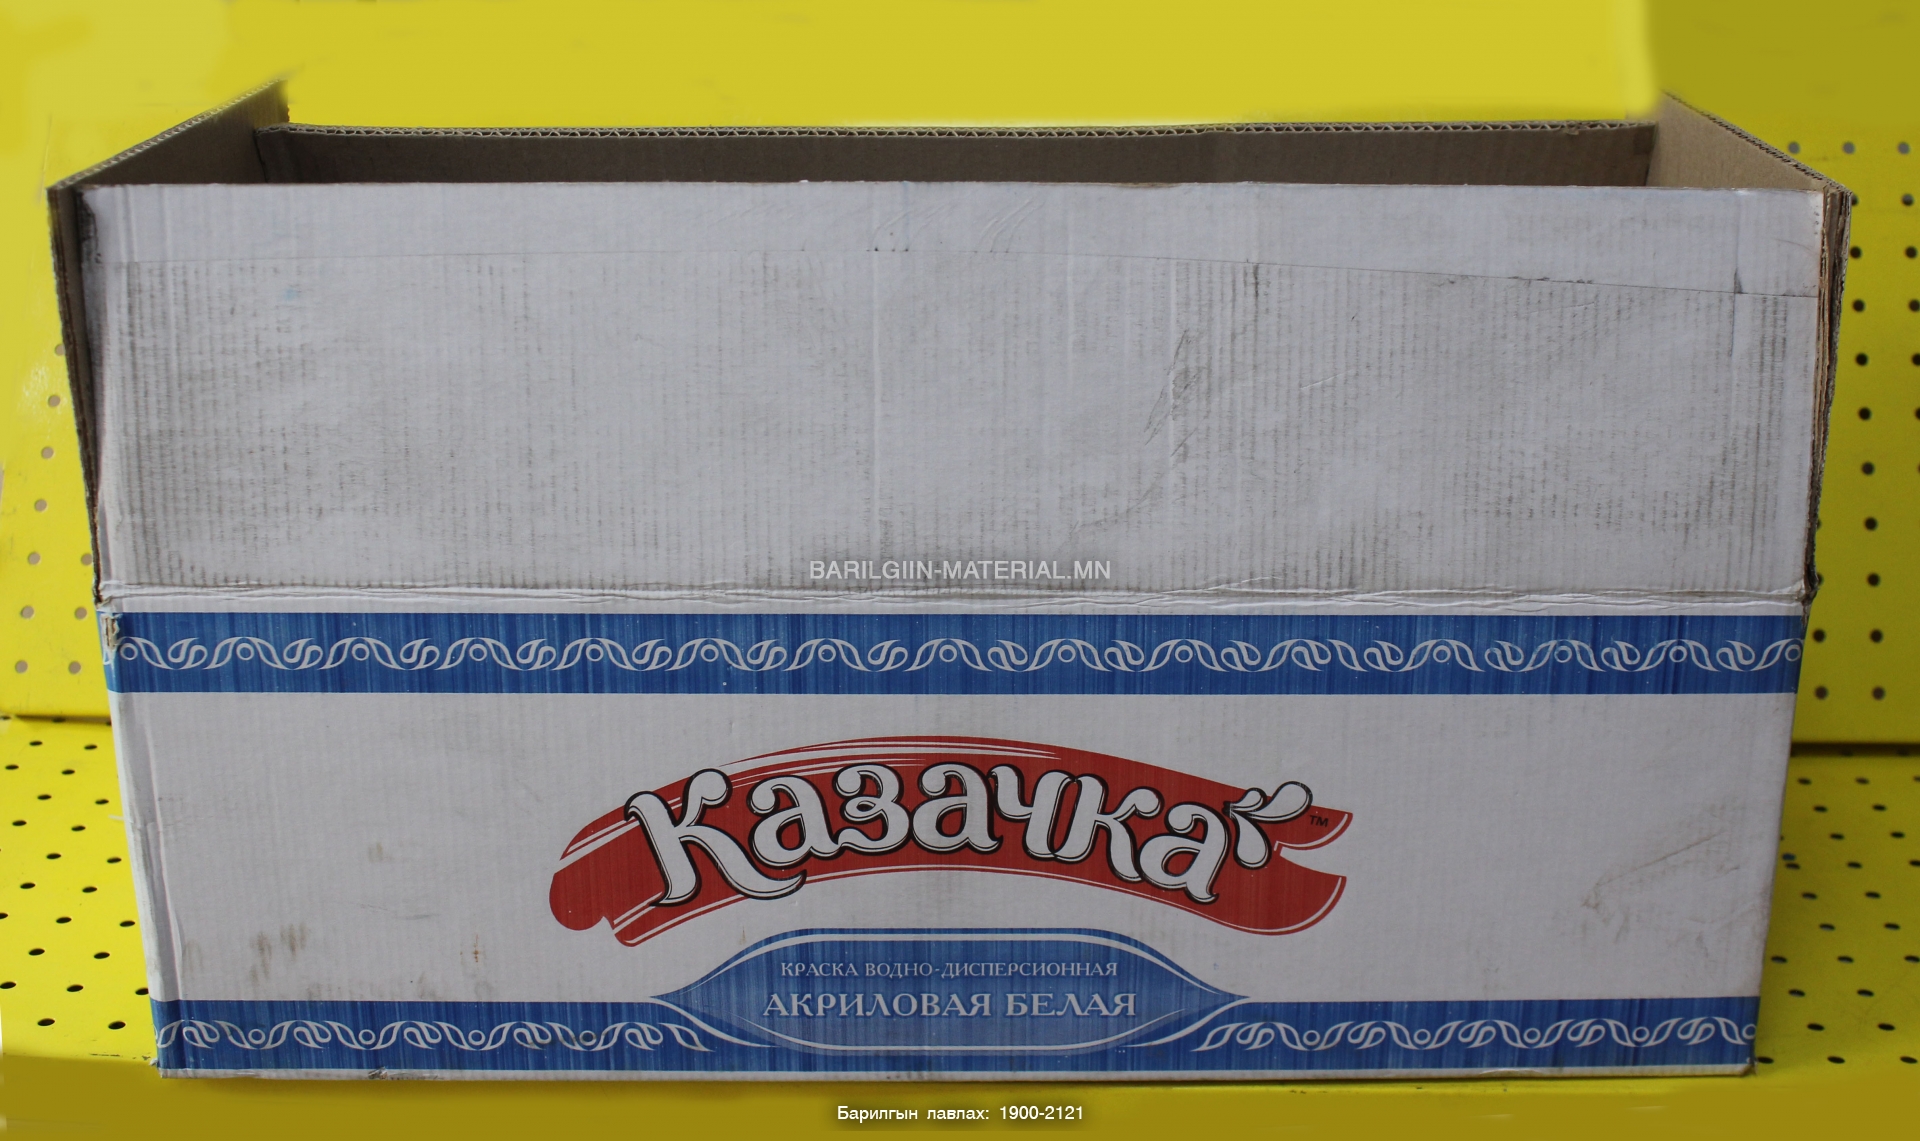 BARILGIIN-MATERIAL.MN
Казачка™
КРАСКА ВОДНО-ДИСПЕРСИОННАЯ
АКРИЛОВАЯ БЕЛАЯ
Барилгын лавлах: 1900-2121